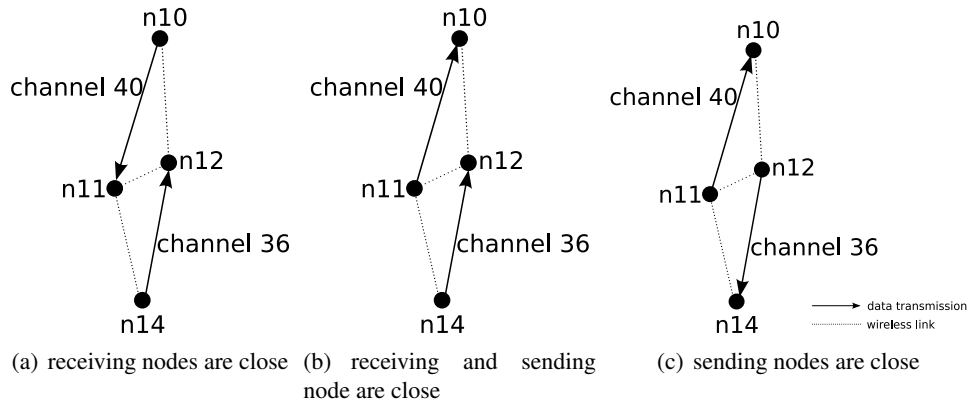 n10
channel 40
n12
n11
channel 36
n14
(a) receiving nodes are close
n10
channel 40
n12
n11
channel 36
n14
(b) receiving and sending
node are close
n10
channel 40
n12
n11
channel 36
n14
data transmission
wireless link
(c) sending nodes are close